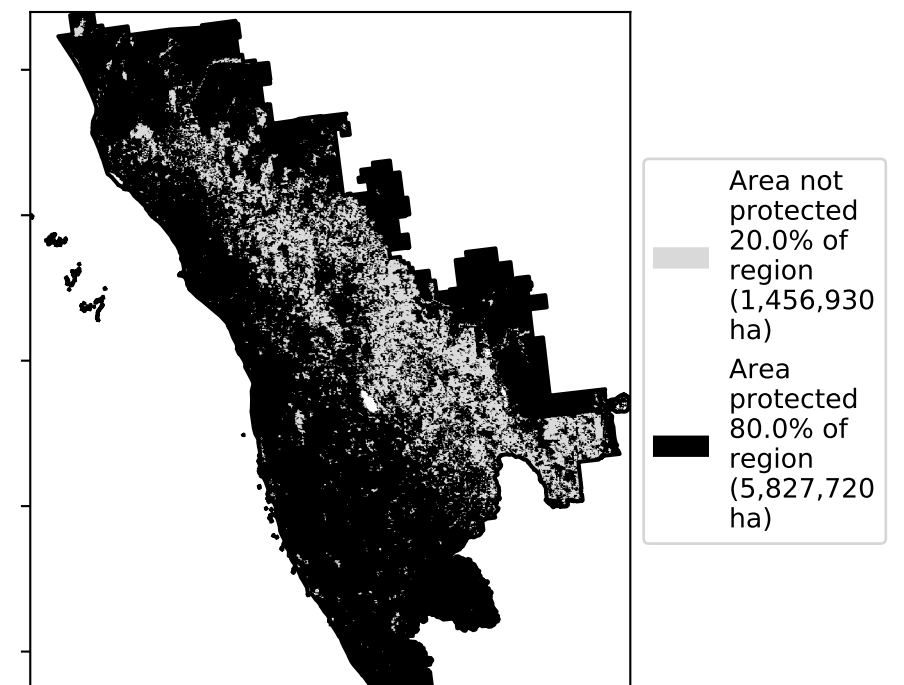 Area not
protected
20.0% of
region
(1,456,930
ha)
Area
protected
80.0% of
region
(5,827,720
ha)